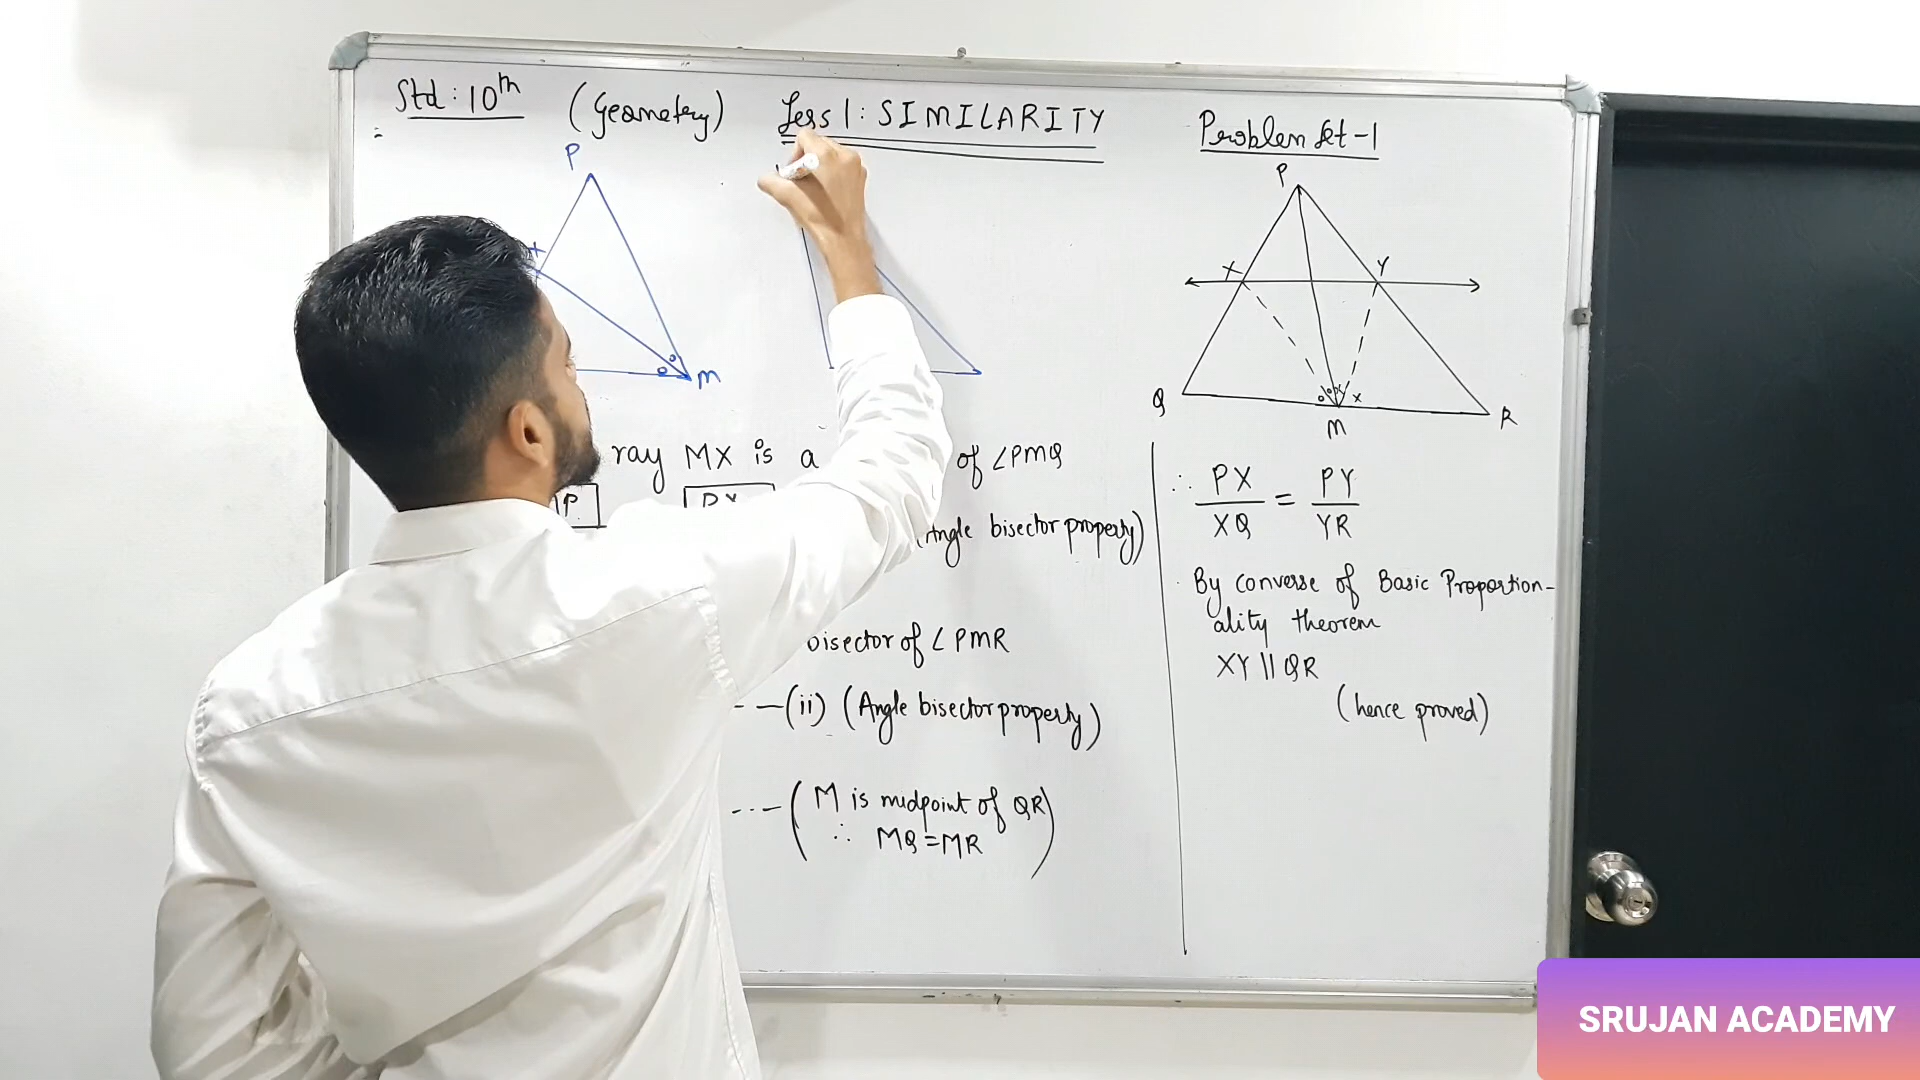 Std: 10th (Geometry) Less 1: SIMILARITY Problem Set-1
P
X
M
P
X Y
Q R
M
ray MX is a of ∠PMQ
P.
PX
(Angle bisector property)
bisector of ∠PMR
--(ii) (Angle bisector property)
---(M is midpoint of QR
∴ MQ=MR)
∴ PX/XQ = PY/YR
By converse of Basic Proportion-
ality theorem
XY || QR
(hence proved)
SRUJAN ACADEMY